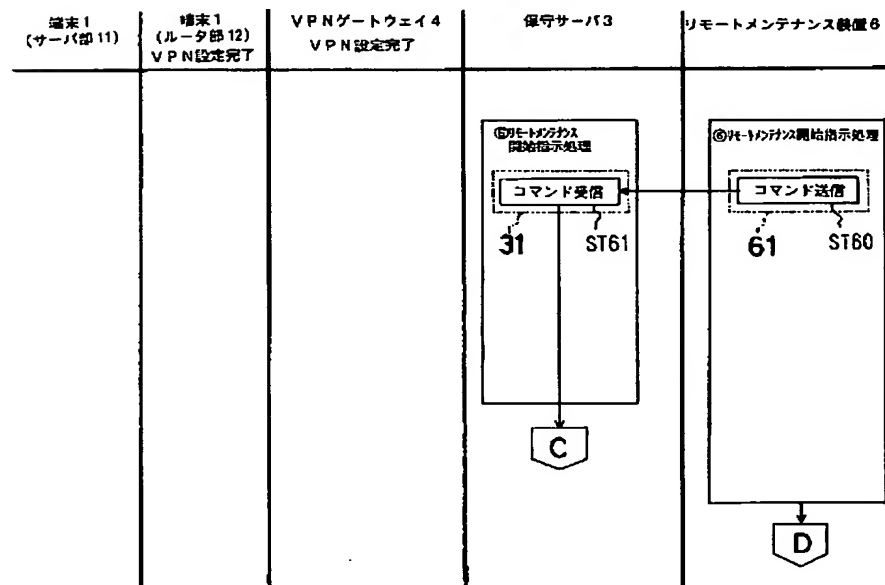 端末1
(サーバ部11)
端末1
(ルータ部12)
VPN設定完了
VPNゲートウェイ4
VPN設定完了
保守サーバ3
リモートメンテナンス装置6
⑥リモートメンテナンス
開始指示処理
⑥リモートメンテナンス開始指示処理
コマンド受信
コマンド送信
31
ST61
61
ST60
C
D